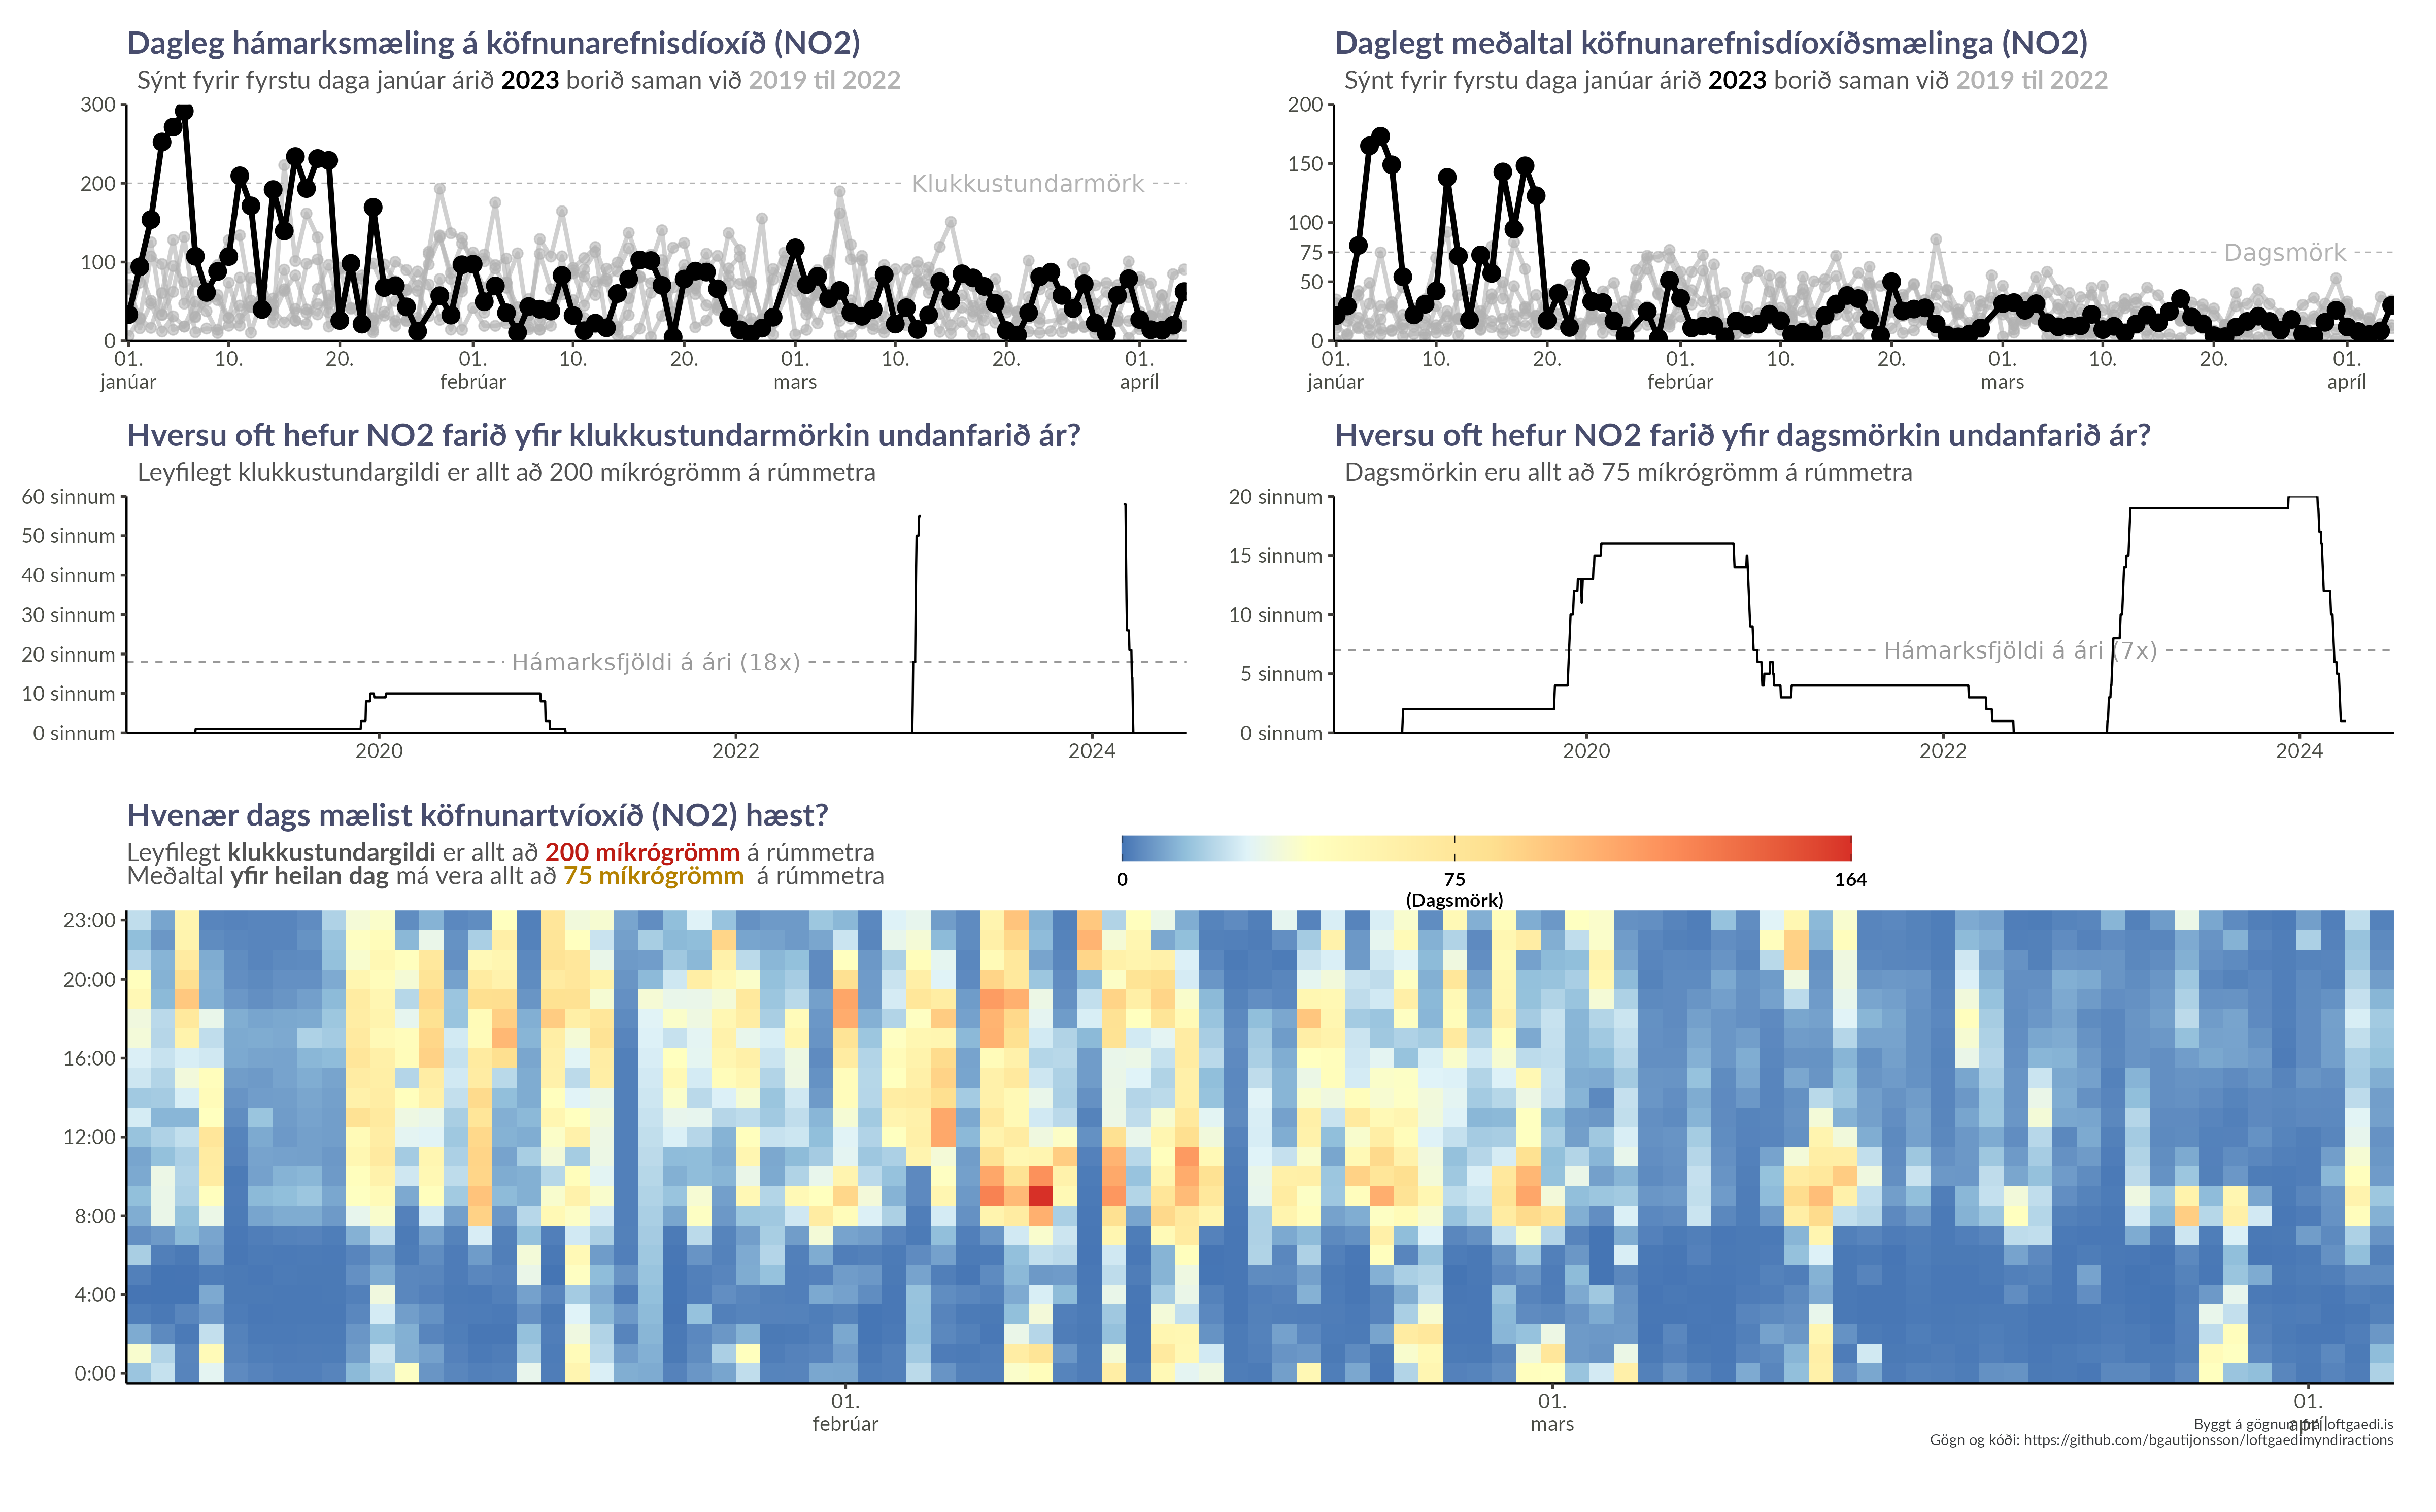 Dagleg hámarksmæling á köfnunarefnisdíoxíð (NO2)
Sýnt fyrir fyrstu daga janúar árið 2023 borið saman við 2019 til 2022
300
200
100
0
Klukkustundarmörk
01. 10. 20. 01. 10. 20. 01. 10. 20. 01.
janúar febrúar mars apríl
Daglegt meðaltal köfnunarefnisdíoxíðsmælinga (NO2)
Sýnt fyrir fyrstu daga janúar árið 2023 borið saman við 2019 til 2022
200
150
100
75
50
0
Dagsmörk
01. 10. 20. 01. 10. 20. 01. 10. 20. 01.
janúar febrúar mars apríl
Hversu oft hefur NO2 farið yfir klukkustundarmörkin undanfarið ár?
Leyfilegt klukkustundargildi er allt að 200 míkrógrömm á rúmmetra
60 sinnum
50 sinnum
40 sinnum
30 sinnum
20 sinnum
10 sinnum
0 sinnum
Hámarksfjöldi á ári (18x)
2020 2022 2024
Hversu oft hefur NO2 farið yfir dagsmörkin undanfarið ár?
Dagsmörkin eru allt að 75 míkrógrömm á rúmmetra
20 sinnum
15 sinnum
10 sinnum
5 sinnum
0 sinnum
Hámarksfjöldi á ári (7x)
2020 2022 2024
Hvenær dags mælist köfnunartvíoxíð (NO2) hæst?
Leyfilegt klukkustundargildi er allt að 200 míkrógrömm á rúmmetra
Meðaltal yfir heilan dag má vera allt að 75 míkrógrömm á rúmmetra
0 75 164
(Dagsmörk)
23:00
20:00
16:00
12:00
8:00
4:00
0:00
01. 01. 01.
febrúar mars apríl
Byggt á gögnum frá loftgaedi.is
Gögn og kóði: https://github.com/bgautijonsson/loftgaedimyndiractions